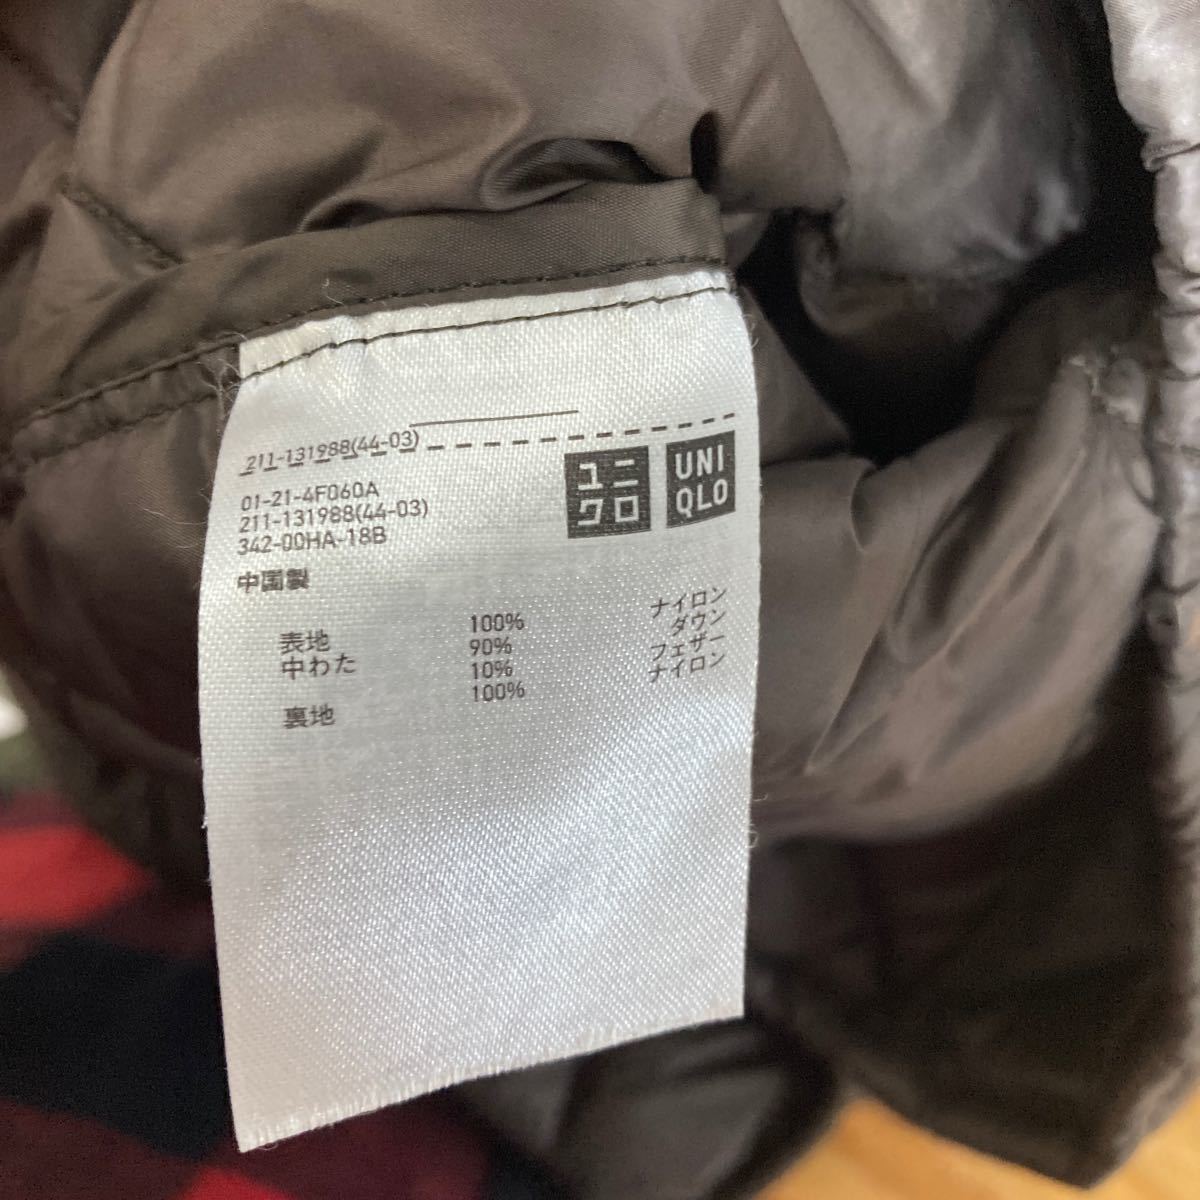 211-131988(44-03)
ユニ
クロ
UNI
QLO
01-21-4F060A
211-131988(44-03)
342-00HA-18B
中国製
表地 100% ナイロン
中わた 90% ダウン
10% フェザー
裏地 100% ナイロン